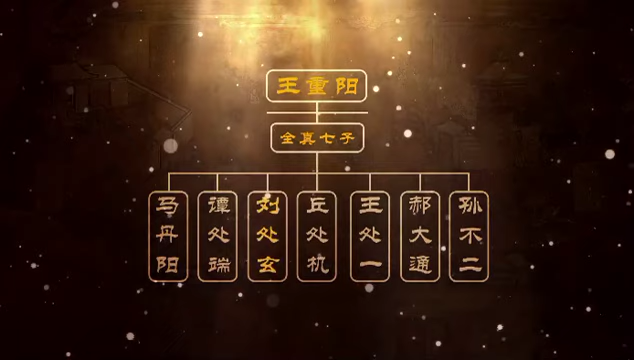 王重阳
全真七子
马丹阳
谭处端
刘处玄
丘处机
王处一
郝大通
孙不二